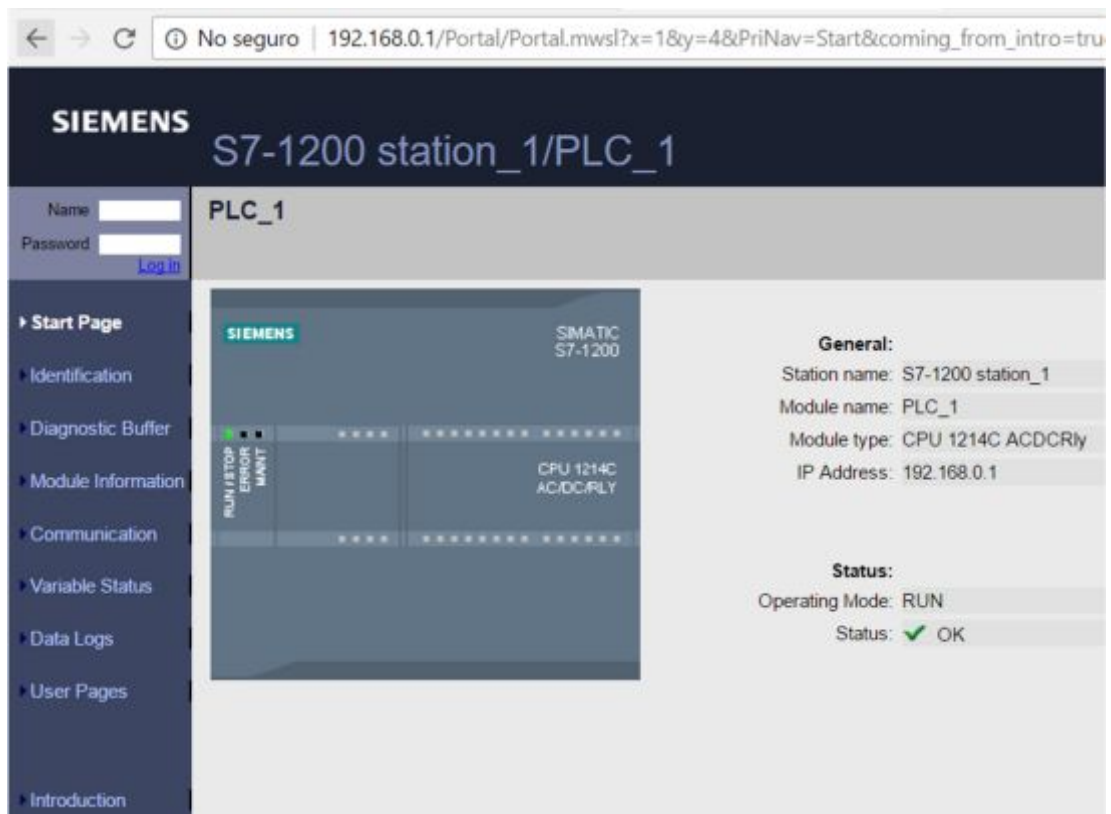 No seguro | 192.168.0.1/Portal/Portal.mwsl?x=1&y=4&PriNav=Start&coming_from_intro=tru
SIEMENS
S7-1200 station_1/PLC_1
Name
Password
Log in
PLC_1
Start Page
Identification
Diagnostic Buffer
Module Information
Communication
Variable Status
Data Logs
User Pages
Introduction
SIEMENS
SIMATIC
S7-1200
RUN / STOP
ERROR
MAINT
CPU 1214C
AC/DC/RLY
General:
Station name: S7-1200 station_1
Module name: PLC_1
Module type: CPU 1214C ACDCRly
IP Address: 192.168.0.1
Status:
Operating Mode: RUN
Status: OK